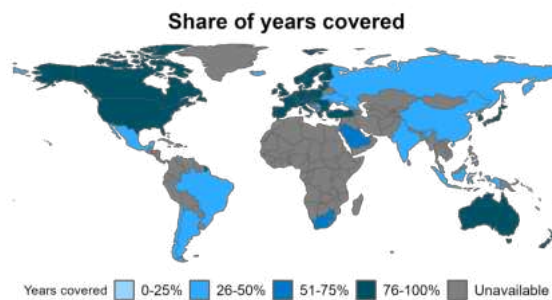 Share of years covered
Years covered 0-25% 26-50% 51-75% 76-100% Unavailable